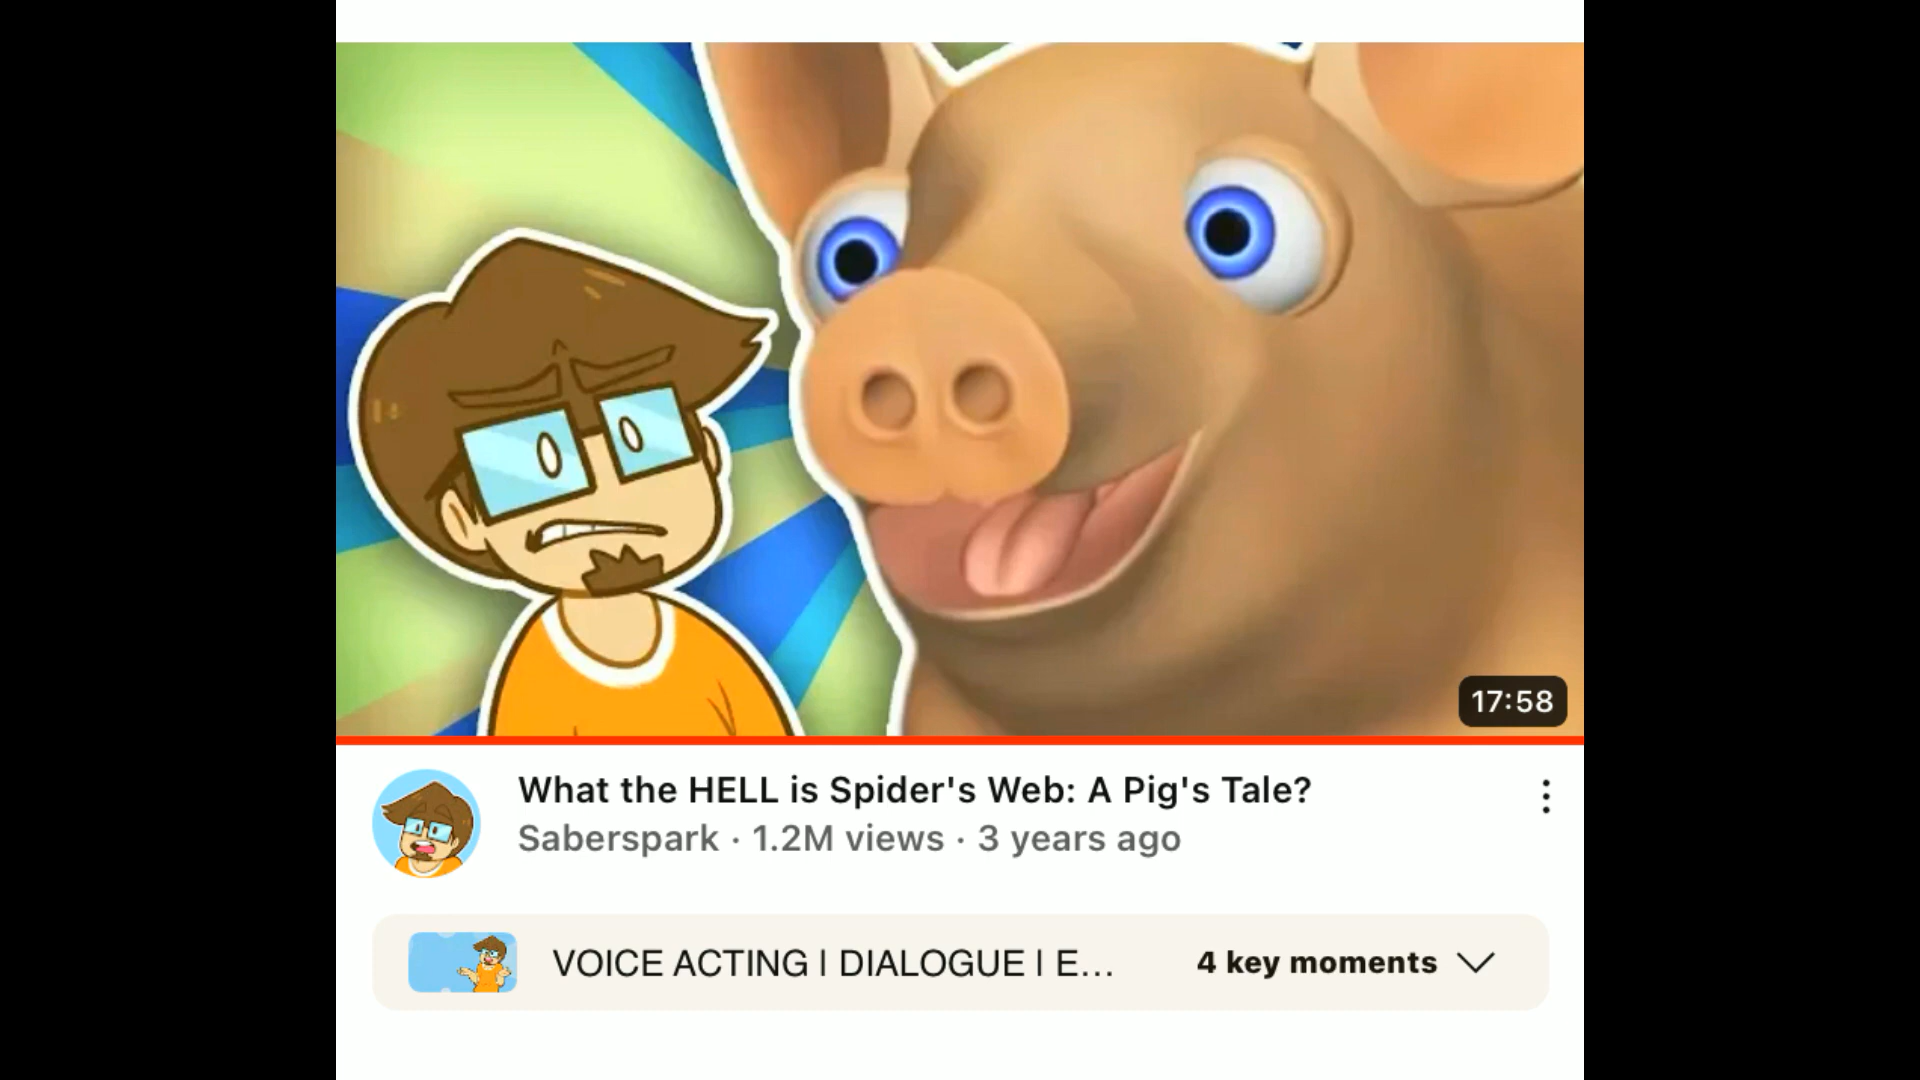 17:58
What the HELL is Spider's Web: A Pig's Tale?
Saberspark · 1.2M views · 3 years ago
VOICE ACTING | DIALOGUE | E... 4 key moments